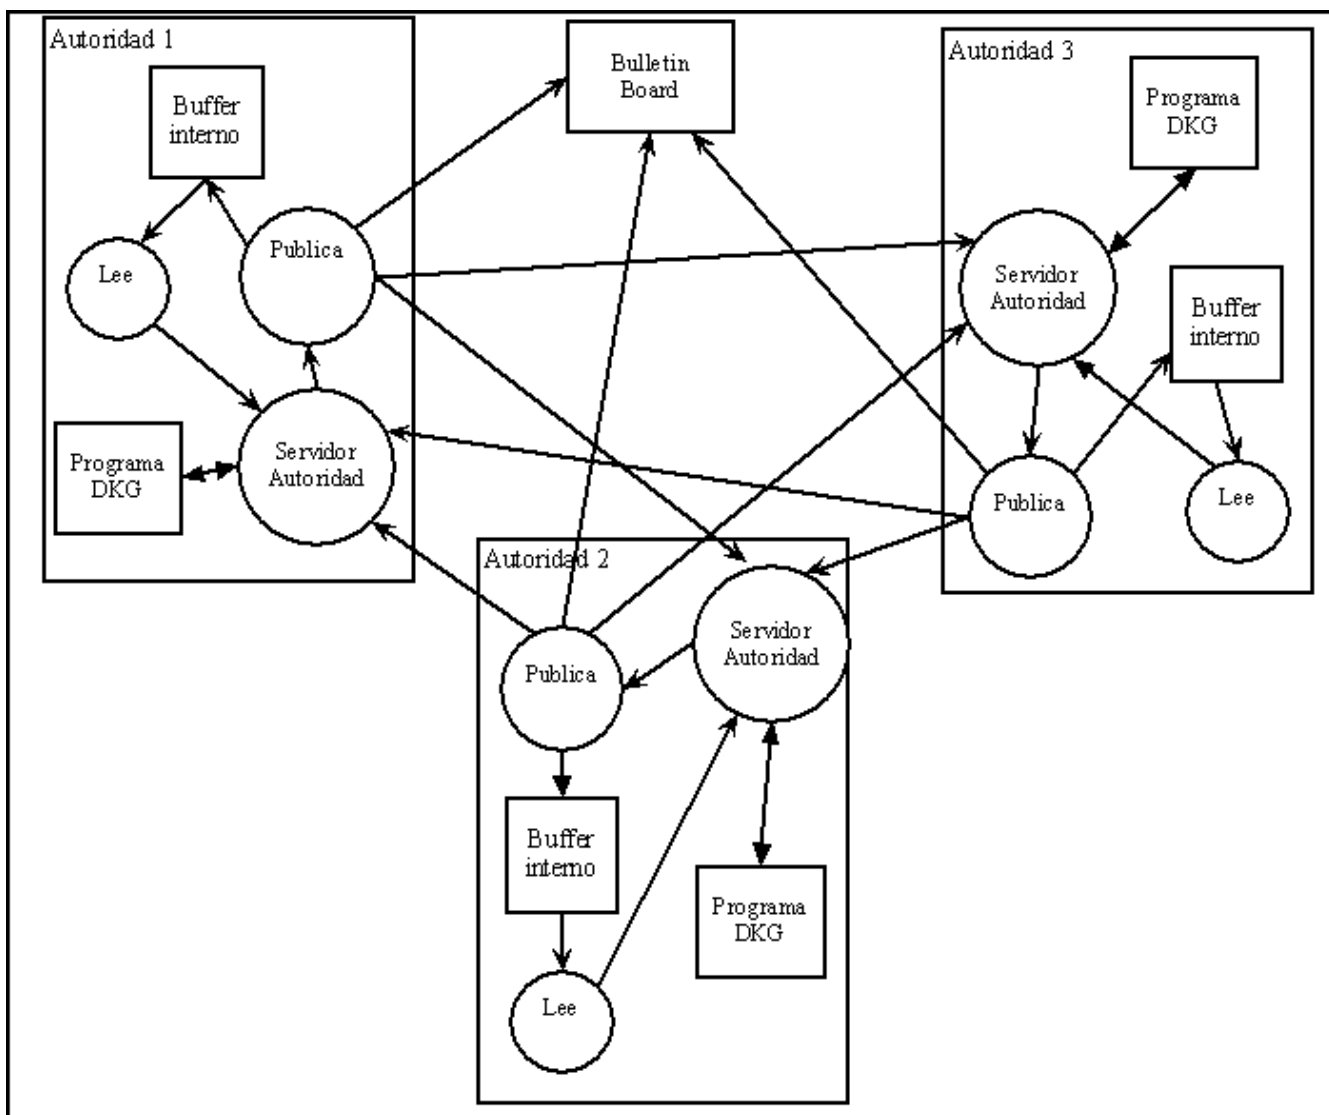 Autoridad 1
Buffer
interno
Publica
Lee
Servidor
Autoridad
Programa
DKG
Bulletin
Board
Autoridad 3
Programa
DKG
Servidor
Autoridad
Buffer
interno
Publica
Lee
Autoridad 2
Servidor
Autoridad
Publica
Buffer
interno
Programa
DKG
Lee